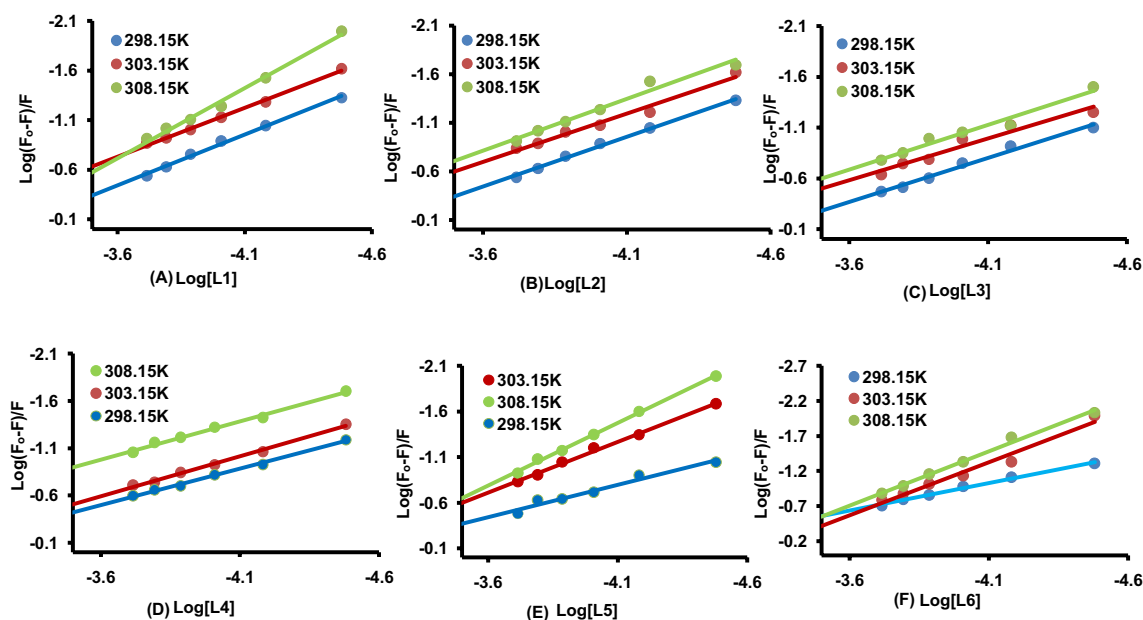 -2.1
-1.6
-1.1
-0.6
-0.1
Log(Fₒ-F)/F
298.15K
303.15K
308.15K
-3.6
-4.1
-4.6
(A) Log[L1]
-2.1
-1.6
-1.1
-0.6
-0.1
Log(Fₒ-F)/F
298.15K
303.15K
308.15K
-3.6
-4.1
-4.6
(B) Log[L2]
-2.1
-1.6
-1.1
-0.6
-0.1
Log(Fₒ-F)/F
298.15K
303.15K
308.15K
-3.6
-4.1
-4.6
(C) Log[L3]
-2.1
-1.6
-1.1
-0.6
-0.1
Log(Fₒ-F)/F
308.15K
303.15K
298.15K
-3.6
-4.1
-4.6
(D) Log[L4]
-2.1
-1.6
-1.1
-0.6
-0.1
Log(Fₒ-F)/F
303.15K
308.15K
298.15K
-3.6
-4.1
-4.6
(E) Log[L5]
-2.7
-2.2
-1.7
-1.2
-0.7
-0.2
Log(Fₒ-F)/F
298.15K
303.15K
308.15K
-3.6
-4.1
-4.6
(F) Log[L6]